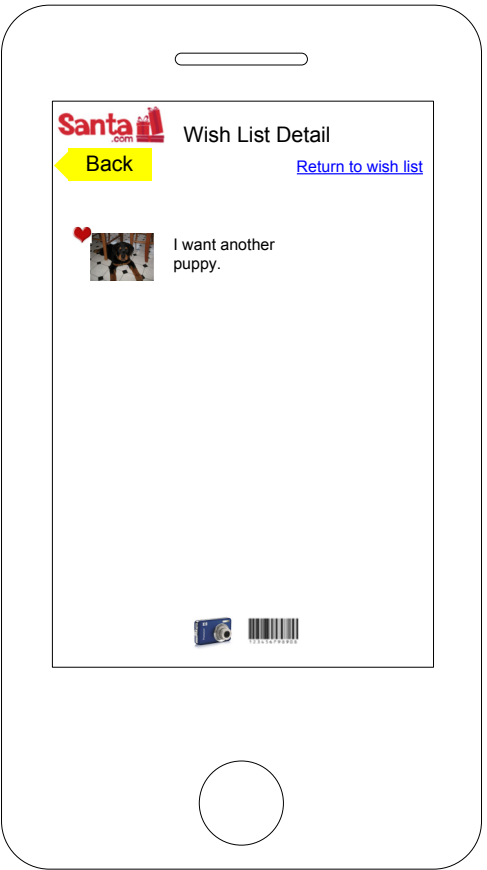 Santa
.com
Wish List Detail
Back
Return to wish list
I want another
puppy.